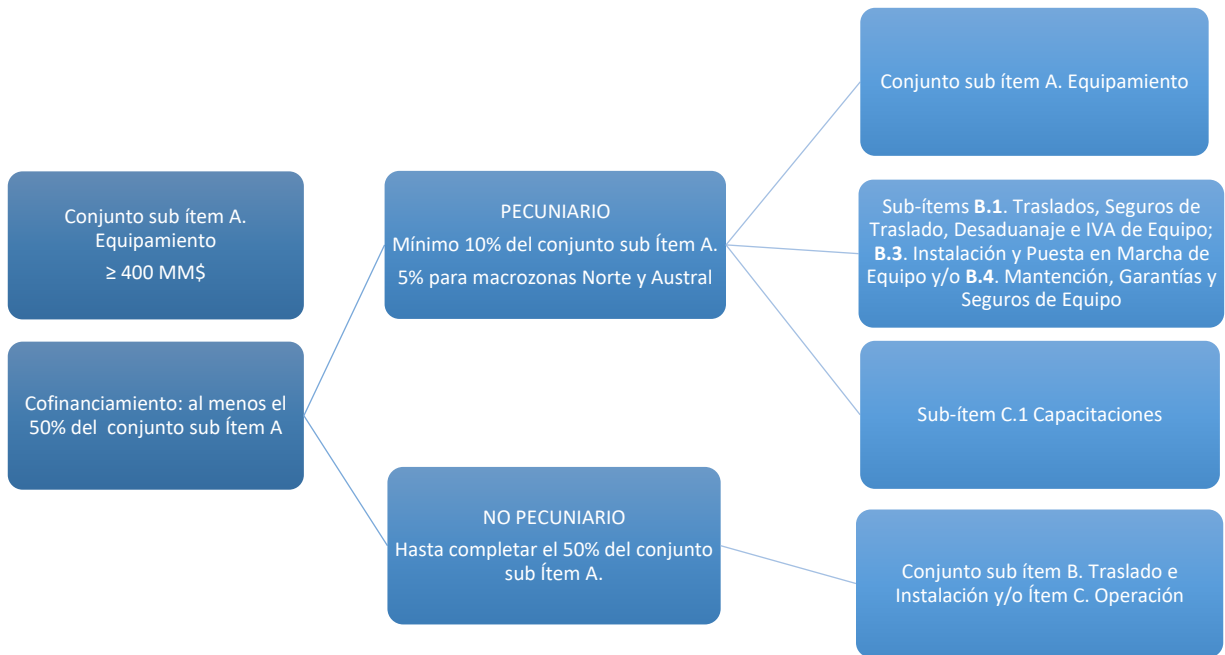 Conjunto sub ítem A.
Equipamiento
≥ 400 MM$
Cofinanciamiento: al menos el
50% del conjunto sub Ítem A
PECUNIARIO
Mínimo 10% del conjunto sub Ítem A.
5% para macrozonas Norte y Austral
NO PECUNIARIO
Hasta completar el 50% del conjunto
sub Ítem A.
Conjunto sub ítem A. Equipamiento
Sub-ítems B.1. Traslados, Seguros de
Traslado, Desaduanaje e IVA de Equipo;
B.3. Instalación y Puesta en Marcha de
Equipo y/o B.4. Mantención, Garantías y
Seguros de Equipo
Sub-ítem C.1 Capacitaciones
Conjunto sub ítem B. Traslado e
Instalación y/o Ítem C. Operación